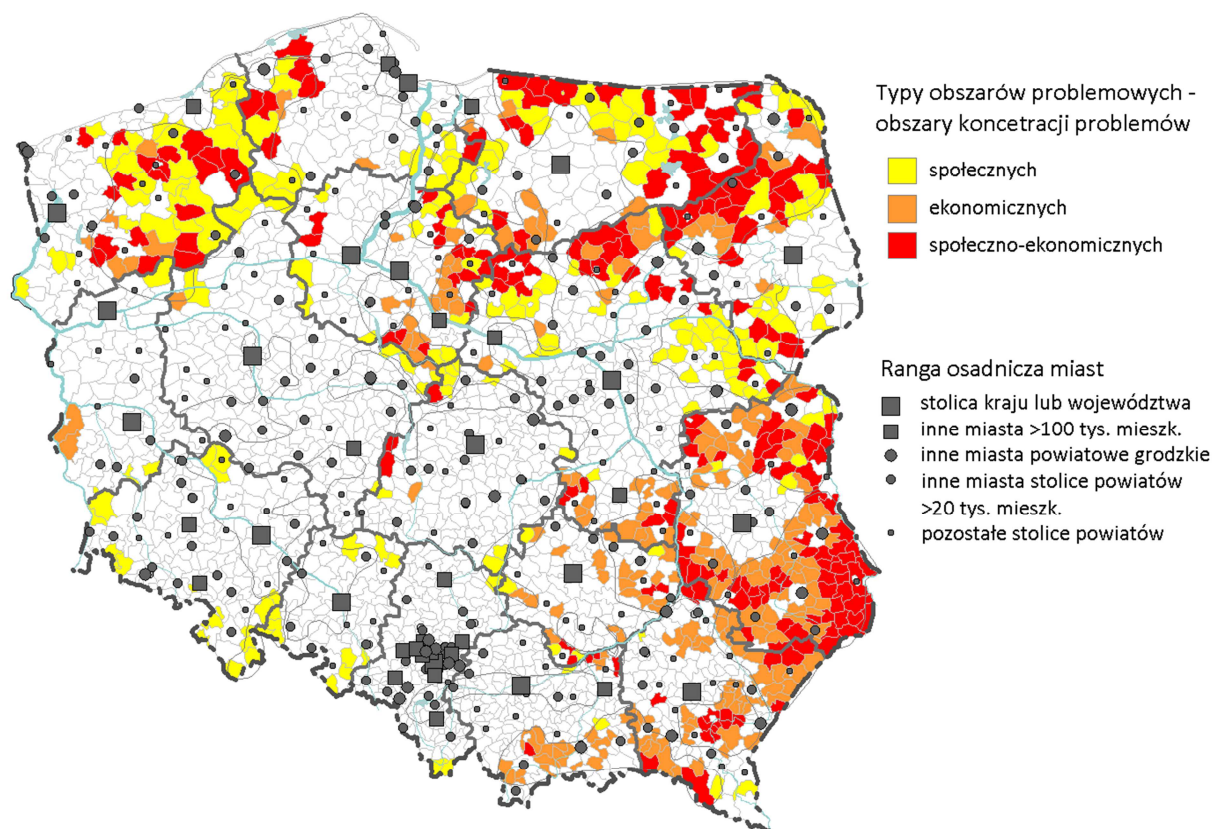 Typy obszarów problemowych -
obszary koncetracji problemów
społecznych
ekonomicznych
społeczno-ekonomicznych
Ranga osadnicza miast
stolica kraju lub województwa
inne miasta >100 tys. mieszk.
inne miasta powiatowe grodzkie
inne miasta stolice powiatów
>20 tys. mieszk.
pozostałe stolice powiatów